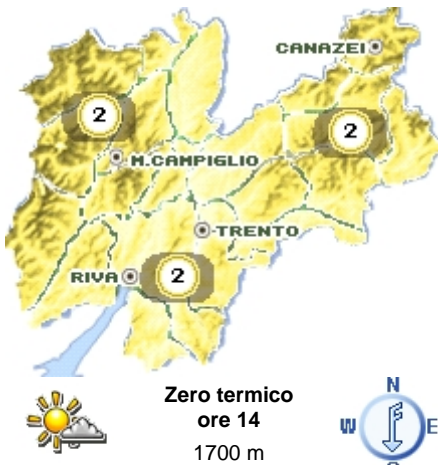 CANAZEI
2
2
M.CAMPIGLIO
TRENTO
RIVA
2
Zero termico
ore 14
1700 m
N
W
E